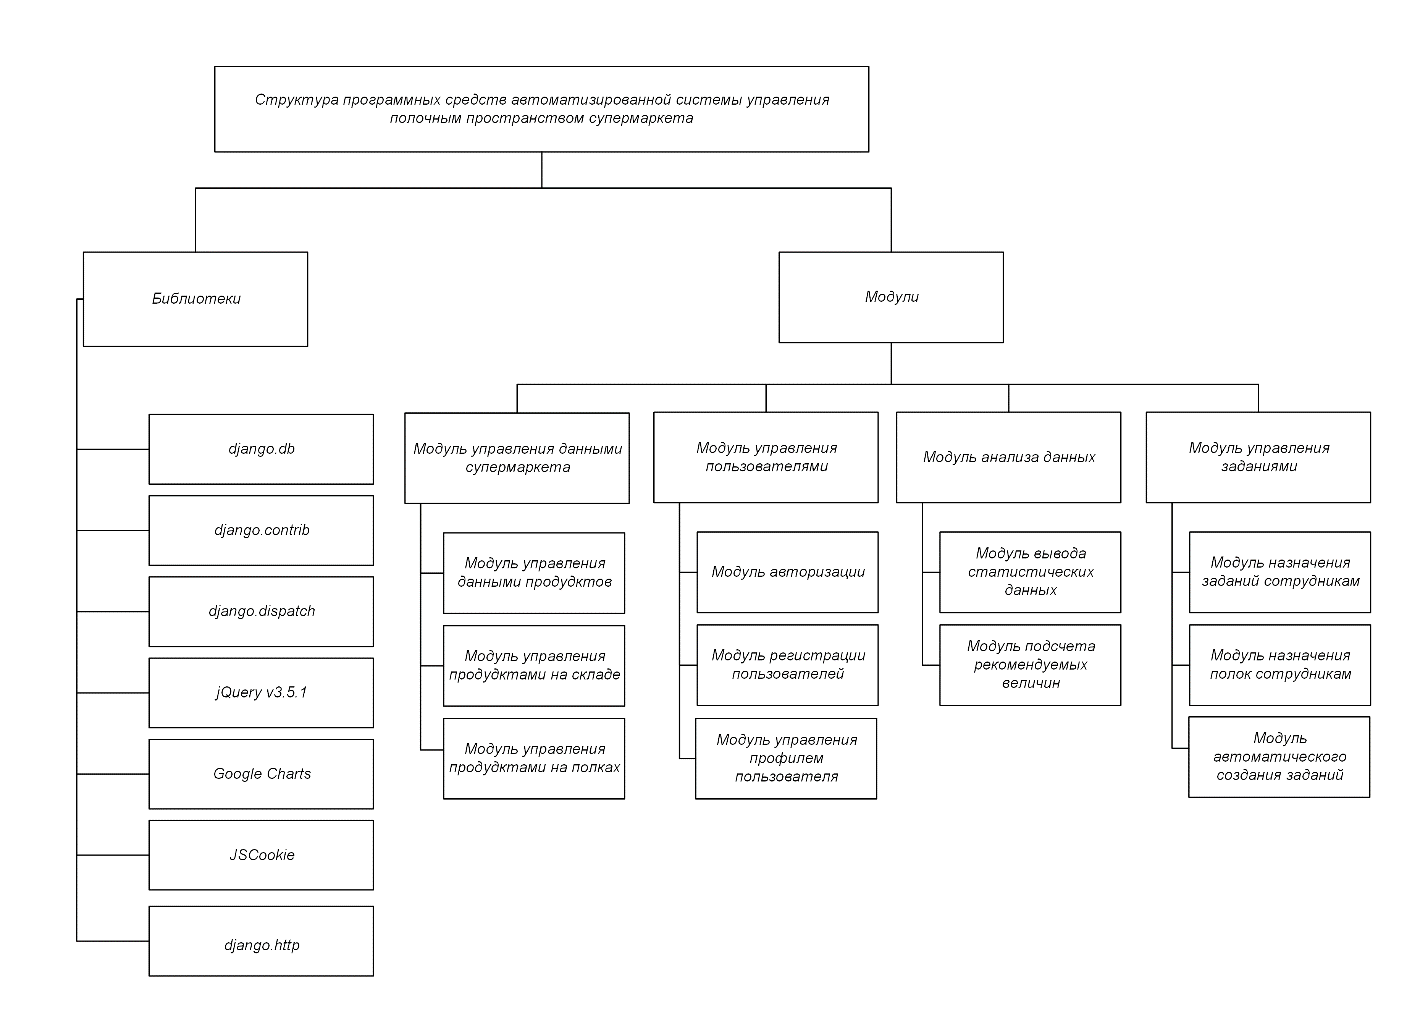 Структура программных средств автоматизированной системы управления
полочным пространством супермаркета
Библиотеки
Модули
django.db
django.contrib
django.dispatch
jQuery v3.5.1
Google Charts
JSCookie
django.http
Модуль управления данными
супермаркета
Модуль управления
данными продудктов
Модуль управления
продудктами на складе
Модуль управления
продудктами на полках
Модуль управления
пользователями
Модуль авторизации
Модуль регистрации
пользователей
Модуль управления
профилем
пользователя
Модуль анализа данных
Модуль вывода
статистических
данных
Модуль подсчета
рекомендуемых
величин
Модуль управления
заданиями
Модуль назначения
заданий сотрудникам
Модуль назначения
полок сотрудникам
Модуль
автоматического
создания заданий